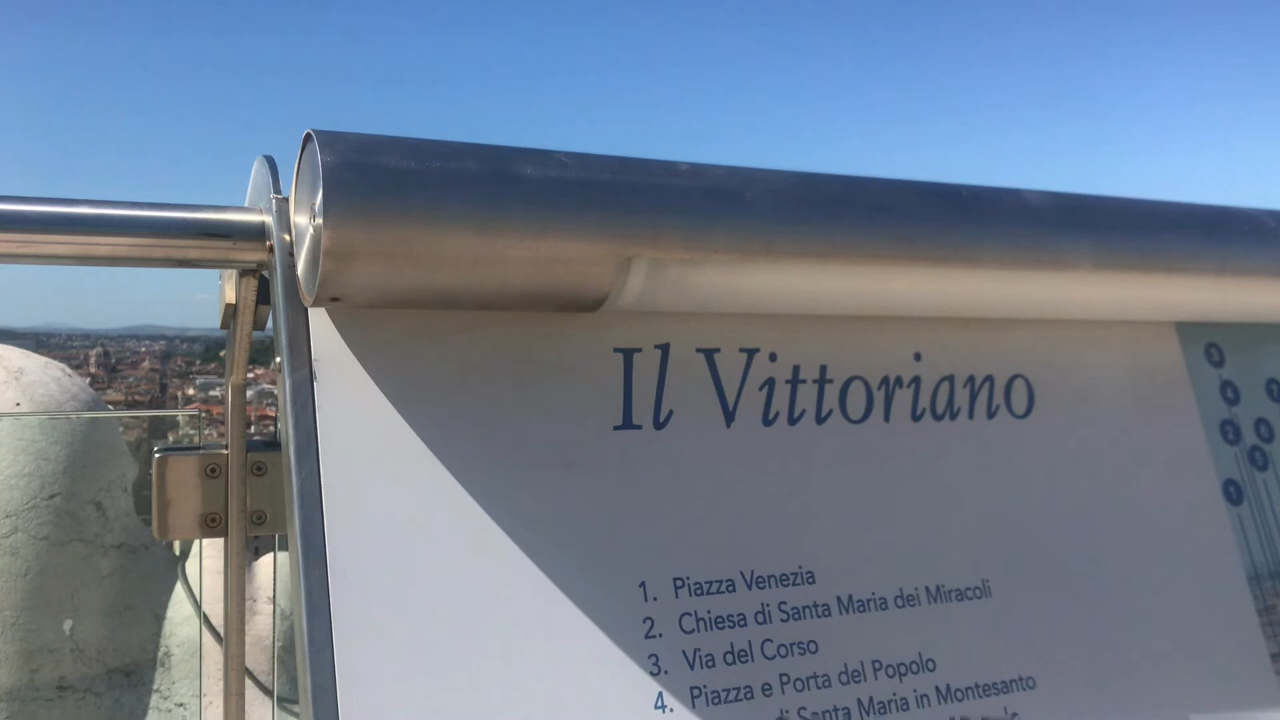 Il Vittoriano
1. Piazza Venezia
2. Chiesa di Santa Maria dei Miracoli
3. Via del Corso
4. Piazza e Porta del Popolo
di Santa Maria in Montesanto